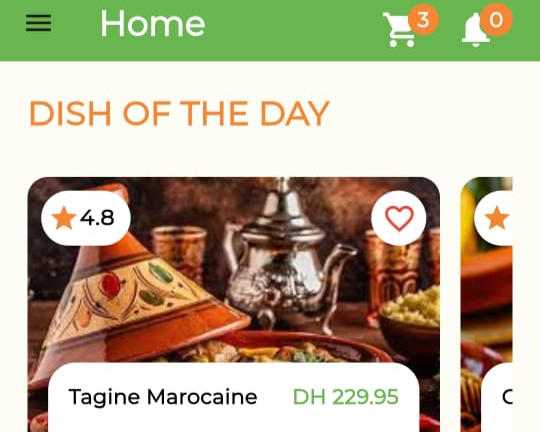 Home
3
0
DISH OF THE DAY
4.8
Tagine Marocaine
DH 229.95